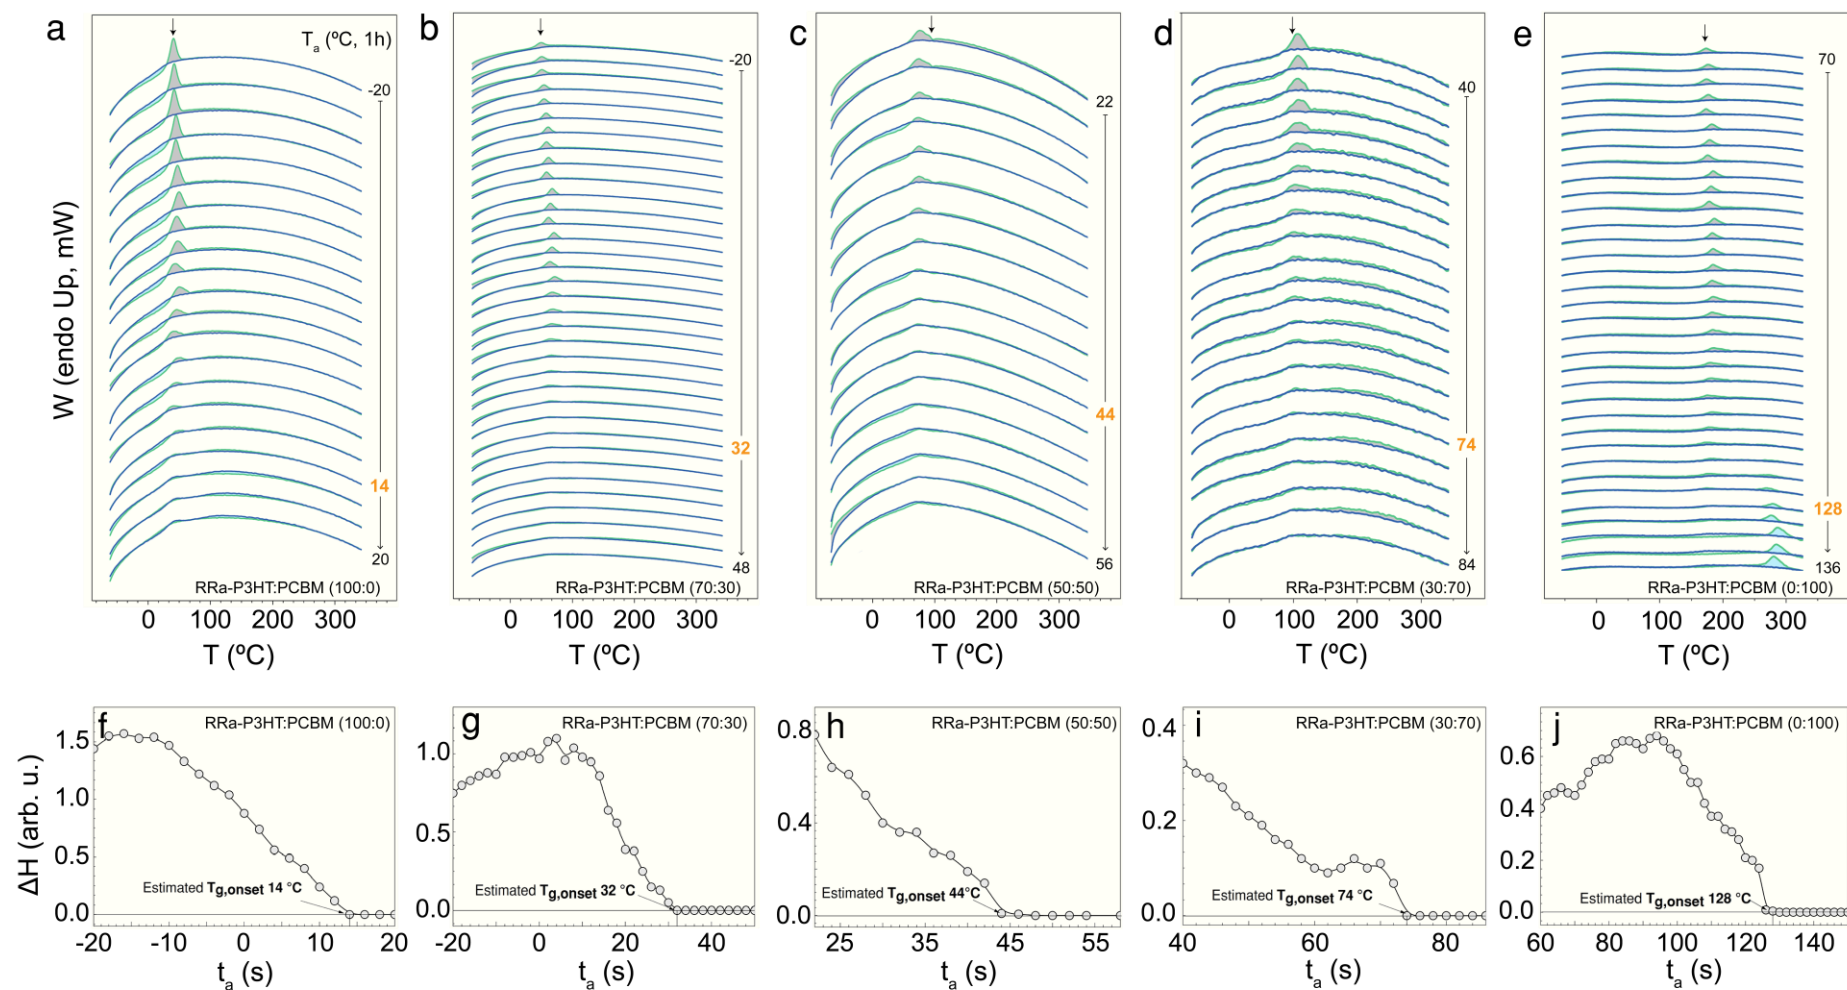 a
b
c
d
e
W (endo Up, mW)
Tₐ (ºC, 1h)
-20
14
20
RRa-P3HT:PCBM (100:0)
0 100 200 300
T (ºC)
-20
32
48
RRa-P3HT:PCBM (70:30)
0 100 200 300
T (ºC)
22
44
56
RRa-P3HT:PCBM (50:50)
0 100 200 300
T (ºC)
40
74
84
RRa-P3HT:PCBM (30:70)
0 100 200 300
T (ºC)
70
128
136
RRa-P3HT:PCBM (0:100)
0 100 200 300
T (ºC)
ΔH (arb. u.)
f
RRa-P3HT:PCBM (100:0)
1.5
1.0
0.5
0.0
Estimated Tg,onset 14 °C
-20 -10 0 10 20
tₐ (s)
g
RRa-P3HT:PCBM (70:30)
1.0
0.5
0.0
Estimated Tg,onset 32 °C
-20 0 20 40
tₐ (s)
h
RRa-P3HT:PCBM (50:50)
0.8
0.4
0.0
Estimated Tg,onset 44°C
25 35 45 55
tₐ (s)
i
RRa-P3HT:PCBM (30:70)
0.4
0.2
0.0
Estimated Tg,onset 74 °C
40 60 80
tₐ (s)
j
RRa-P3HT:PCBM (0:100)
0.6
0.4
0.2
0.0
Estimated Tg,onset 128 °C
60 80 100 120 140
tₐ (s)